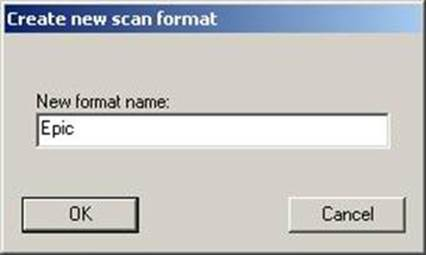 Create new scan format
New format name:
Epic
OK
Cancel